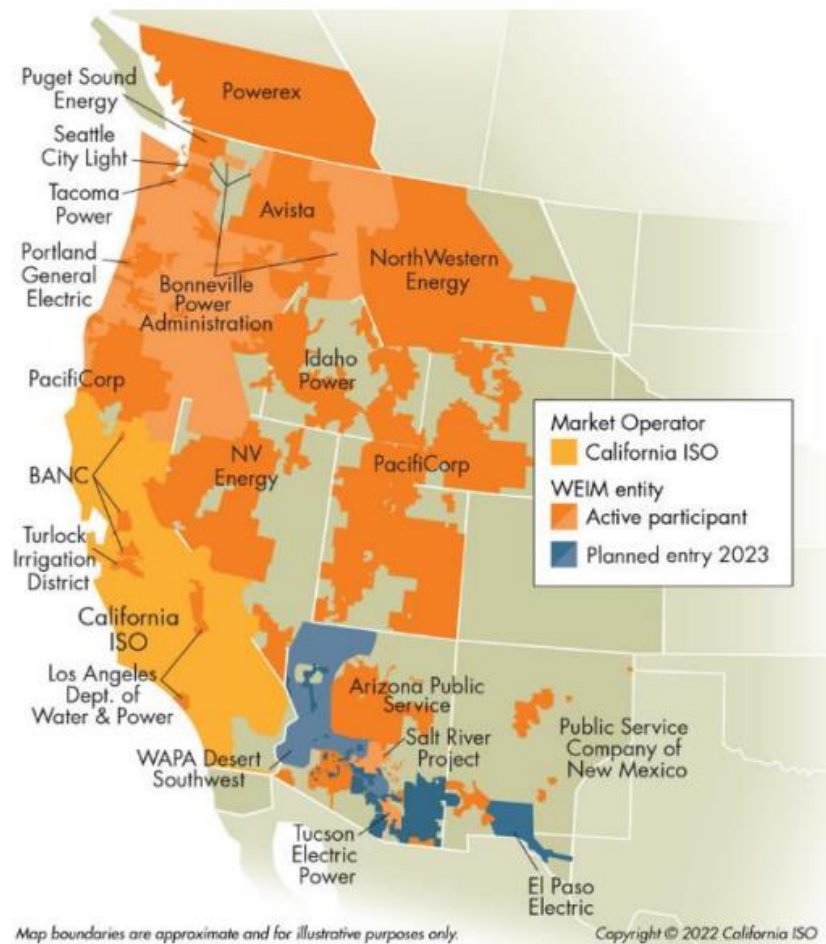 Puget Sound
Energy
Powerex
Seattle
City Light
Tacoma
Power
Avista
Portland
General
Electric
Bonneville
Power
Administration
NorthWestern
Energy
Idaho
Power
PacifiCorp
NV
Energy
PacifiCorp
Market Operator
California ISO
WEIM entity
Active participant
Planned entry 2023
BANC
Turlock
Irrigation
District
California
ISO
Los Angeles
Dept. of
Water & Power
Arizona Public
Service
Salt River
Project
Public Service
Company of
New Mexico
WAPA Desert
Southwest
Tucson
Electric
Power
El Paso
Electric
Map boundaries are approximate and for illustrative purposes only.
Copyright © 2022 California ISO